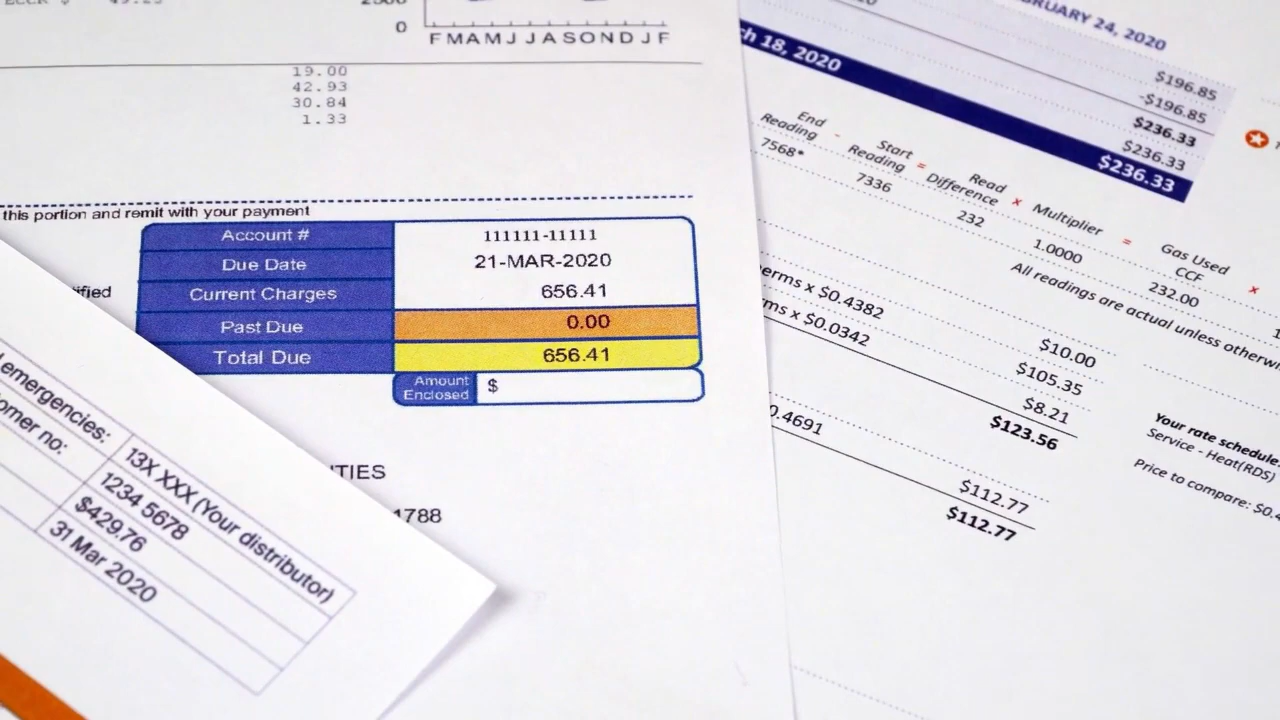 49.25
0
F M A M J J A S O N D J F
19.00
42.93
30.84
1.33
this portion and remit with your payment
Account # 111111-11111
Due Date 21-MAR-2020
Current Charges 656.41
Past Due 0.00
Total Due 656.41
Amount Enclosed $
TIES
1788
emergencies: 13X XXX (Your distributor)
omer no: 1234 5678
$429.76
31 Mar 2020
BRUARY 24, 2020
$196.85
-$196.85
$236.33
$236.33
ch 18, 2020 $236.33
End Reading - Start Reading = Read Difference x Multiplier = Gas Used CCF x
7568* 7336 232 1.0000 232.00
All readings are actual unless otherwi
$10.00
erms x $0.4382 $105.35
ms x $0.0342 $8.21
$123.56
0.4691 $112.77
$112.77
Your rate schedule
Service - Heat(RDS)
Price to compare: $0.4